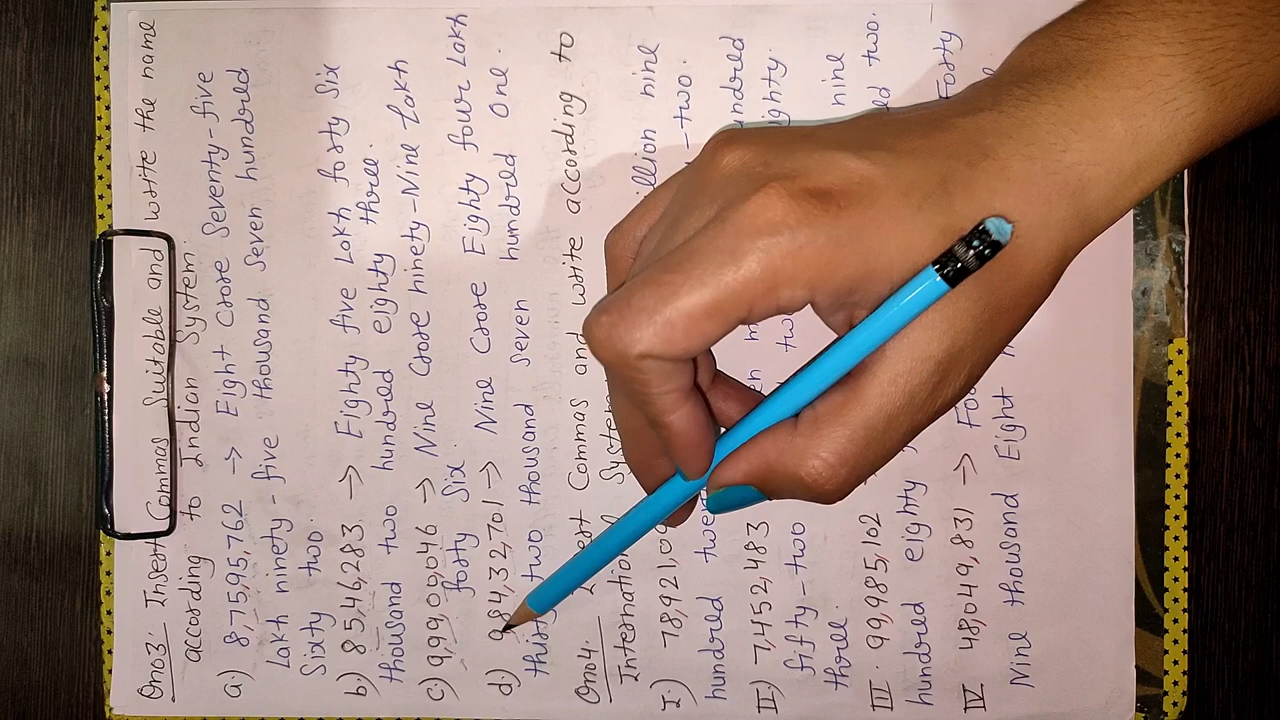 Qno3: Insert Commas Suitable and write the name
according to Indian System.
a.) 8,75,95,762 → Eight Crore Seventy-five
Lakh ninety-five thousand Seven hundred
Sixty two.
b.) 85,46,283 → Eighty five Lakh forty Six
thousand two hundred eighty three.
c.) 9,99,00,046 → Nine Crore ninety-Nine Lakh
forty Six.
d.) 9,84,32,701 → Nine Crore Eighty four Lakh
thirty two thousand seven hundred one.
Qno4. Commas and write according to
International System
I.) 78,921, nine
hundred -two.
II.) 7,452,483
fifty-two
three.
III. 99,985,102 nine
hundred eighty two.
IV 48,049,831 → Forty
Nine thousand Eight